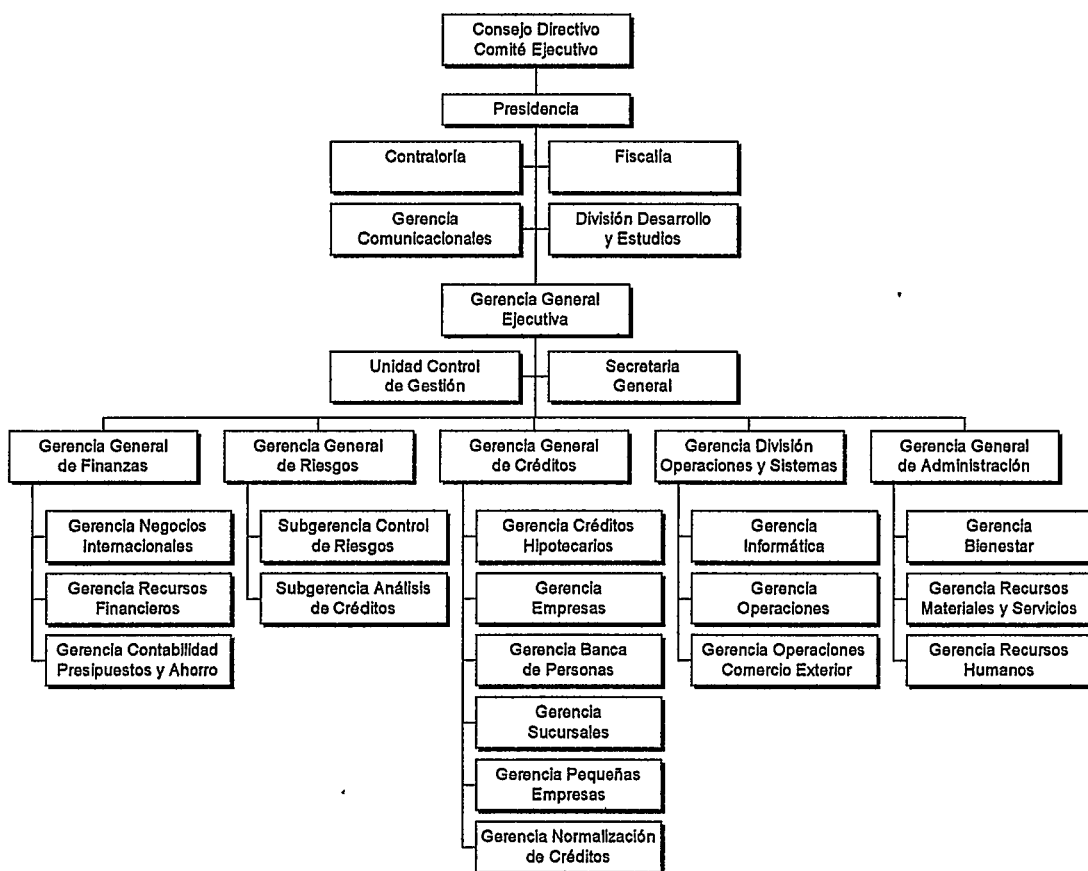 Consejo Directivo
Comité Ejecutivo
Presidencia
Contraloría
Fiscalía
Gerencia
Comunicacionales
División Desarrollo
y Estudios
Gerencia General
Ejecutiva
Unidad Control
de Gestión
Secretaria
General
Gerencia General
de Finanzas
Gerencia General
de Riesgos
Gerencia General
de Créditos
Gerencia División
Operaciones y Sistemas
Gerencia General
de Administración
Gerencia Negocios
Internacionales
Gerencia Recursos
Financieros
Gerencia Contabilidad
Presipuestos y Ahorro
Subgerencia Control
de Riesgos
Subgerencia Análisis
de Créditos
Gerencia Créditos
Hipotecarios
Gerencia
Empresas
Gerencia Banca
de Personas
Gerencia
Sucursales
Gerencia Pequeñas
Empresas
Gerencia Normalización
de Créditos
Gerencia
Informática
Gerencia
Operaciones
Gerencia Operaciones
Comercio Exterior
Gerencia
Bienestar
Gerencia Recursos
Materiales y Servicios
Gerencia Recursos
Humanos